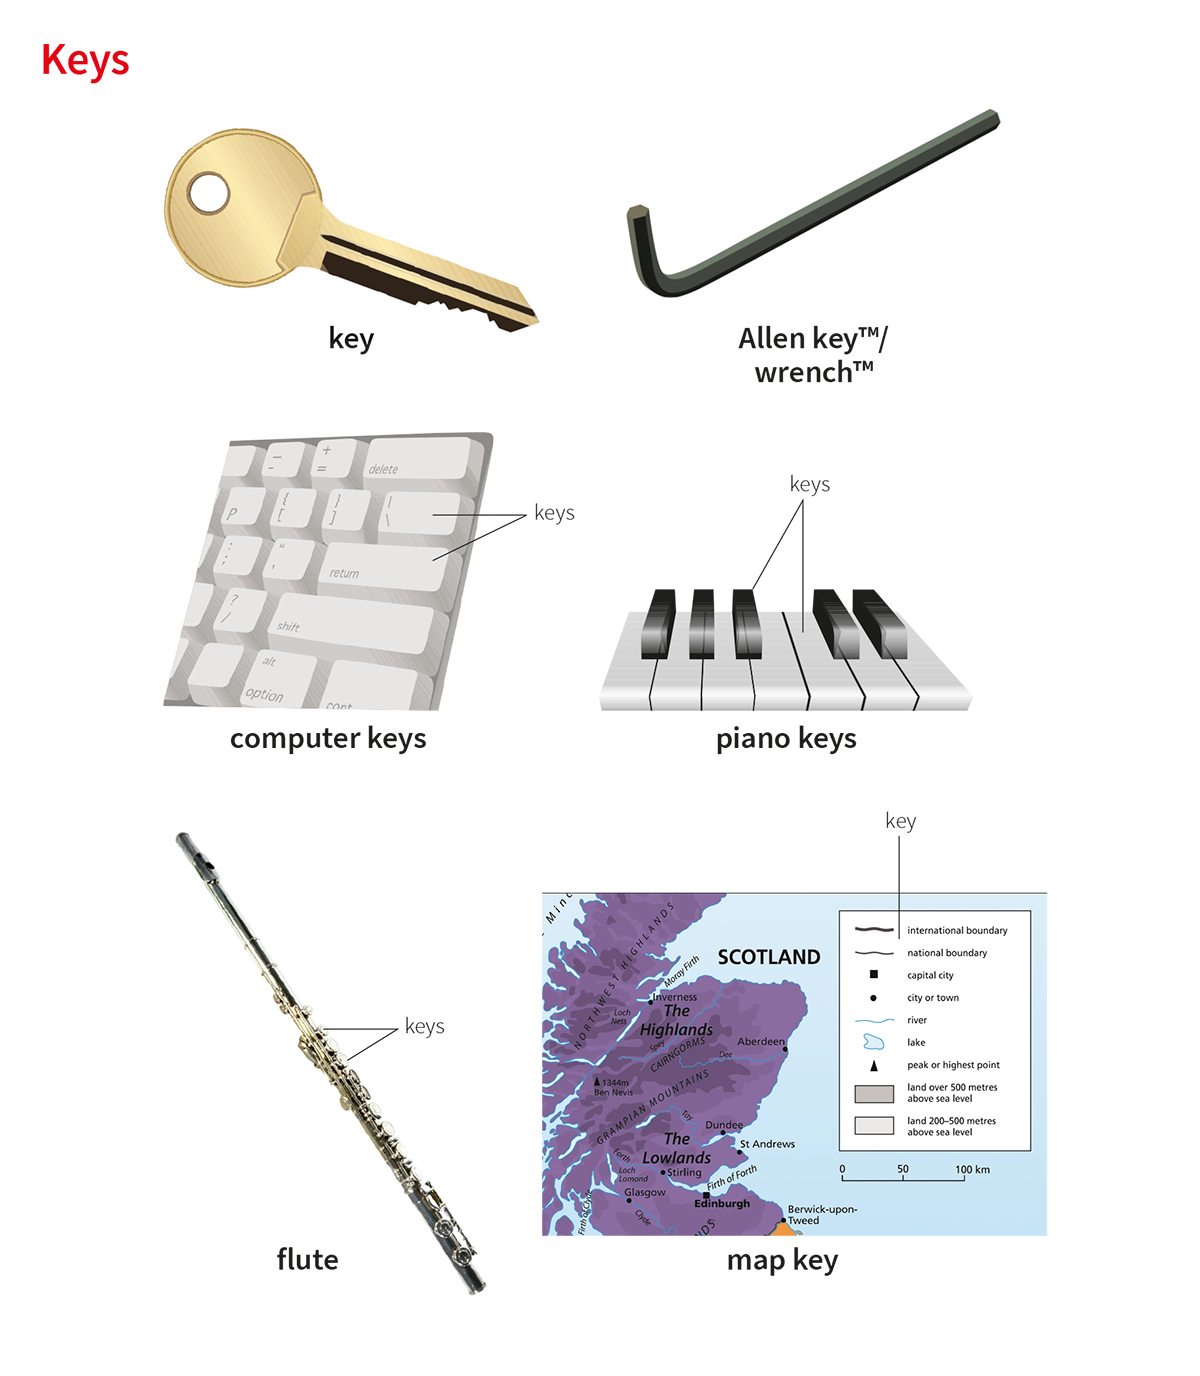 Keys
key
Allen key™/
wrench™
_
-
+
=
delete
P
{
[
}
]
|
\
:
;
"
'
return
?
/
shift
alt
option
cont
keys
computer keys
keys
piano keys
keys
flute
key
Minc
NORTHWEST HIGHLANDS
Moray Firth
SCOTLAND
Inverness
Loch
Ness
The
Highlands
Spey
CAIRNGORMS
Dee
Aberdeen
1344m
Ben Nevis
GRAMPIAN MOUNTAINS
Tay
Dundee
St Andrews
The
Lowlands
Forth
Loch
Lomond
Stirling
Firth of Forth
Glasgow
Edinburgh
Firth of Clyde
Clyde
NDS
Berwick-upon-
Tweed
international boundary
national boundary
capital city
city or town
river
lake
peak or highest point
land over 500 metres
above sea level
land 200–500 metres
above sea level
0 50 100 km
map key